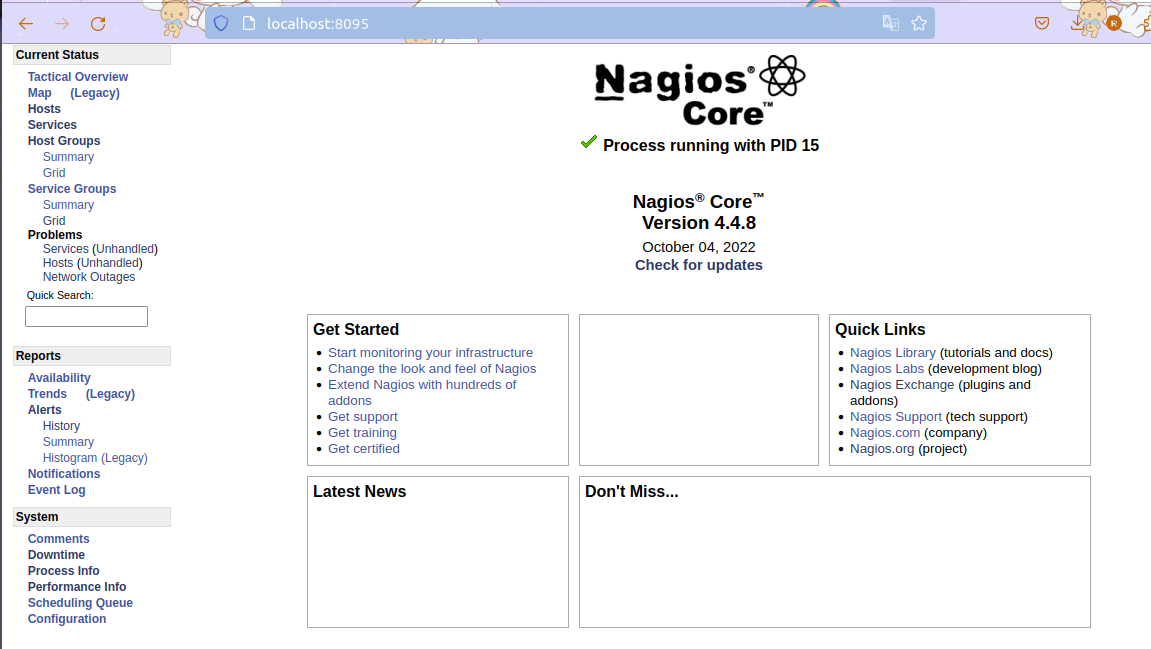 localhost:8095
R
Current Status
Tactical Overview
Map (Legacy)
Hosts
Services
Host Groups
Summary
Grid
Service Groups
Summary
Grid
Problems
Services (Unhandled)
Hosts (Unhandled)
Network Outages
Quick Search:
Reports
Availability
Trends (Legacy)
Alerts
History
Summary
Histogram (Legacy)
Notifications
Event Log
System
Comments
Downtime
Process Info
Performance Info
Scheduling Queue
Configuration
Nagios®
Core™
Process running with PID 15
Nagios® Core™
Version 4.4.8
October 04, 2022
Check for updates
Get Started
• Start monitoring your infrastructure
• Change the look and feel of Nagios
• Extend Nagios with hundreds of
addons
• Get support
• Get training
• Get certified
Quick Links
• Nagios Library (tutorials and docs)
• Nagios Labs (development blog)
• Nagios Exchange (plugins and
addons)
• Nagios Support (tech support)
• Nagios.com (company)
• Nagios.org (project)
Latest News
Don't Miss...